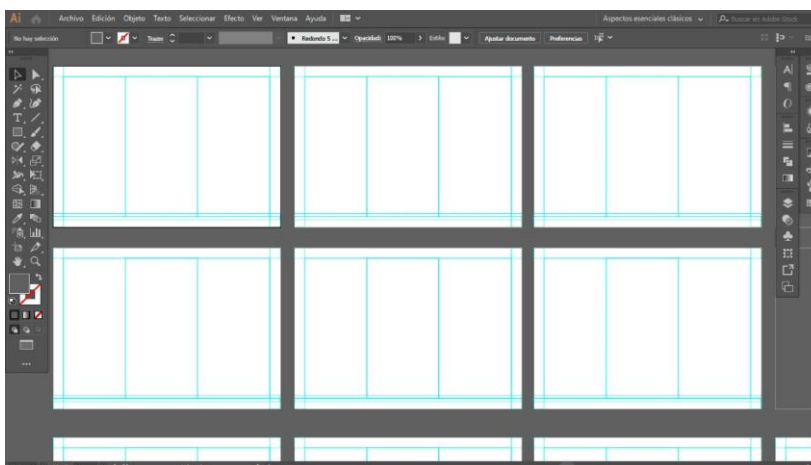 Ai Archivo Edición Objeto Texto Seleccionar Efecto Ver Ventana Ayuda Aspectos esenciales clásicos Buscar en Adobe Stock
No hay selección Trazo: Redondo 5 ... Opacidad: 100% Estilo: Ajustar documento Preferencias